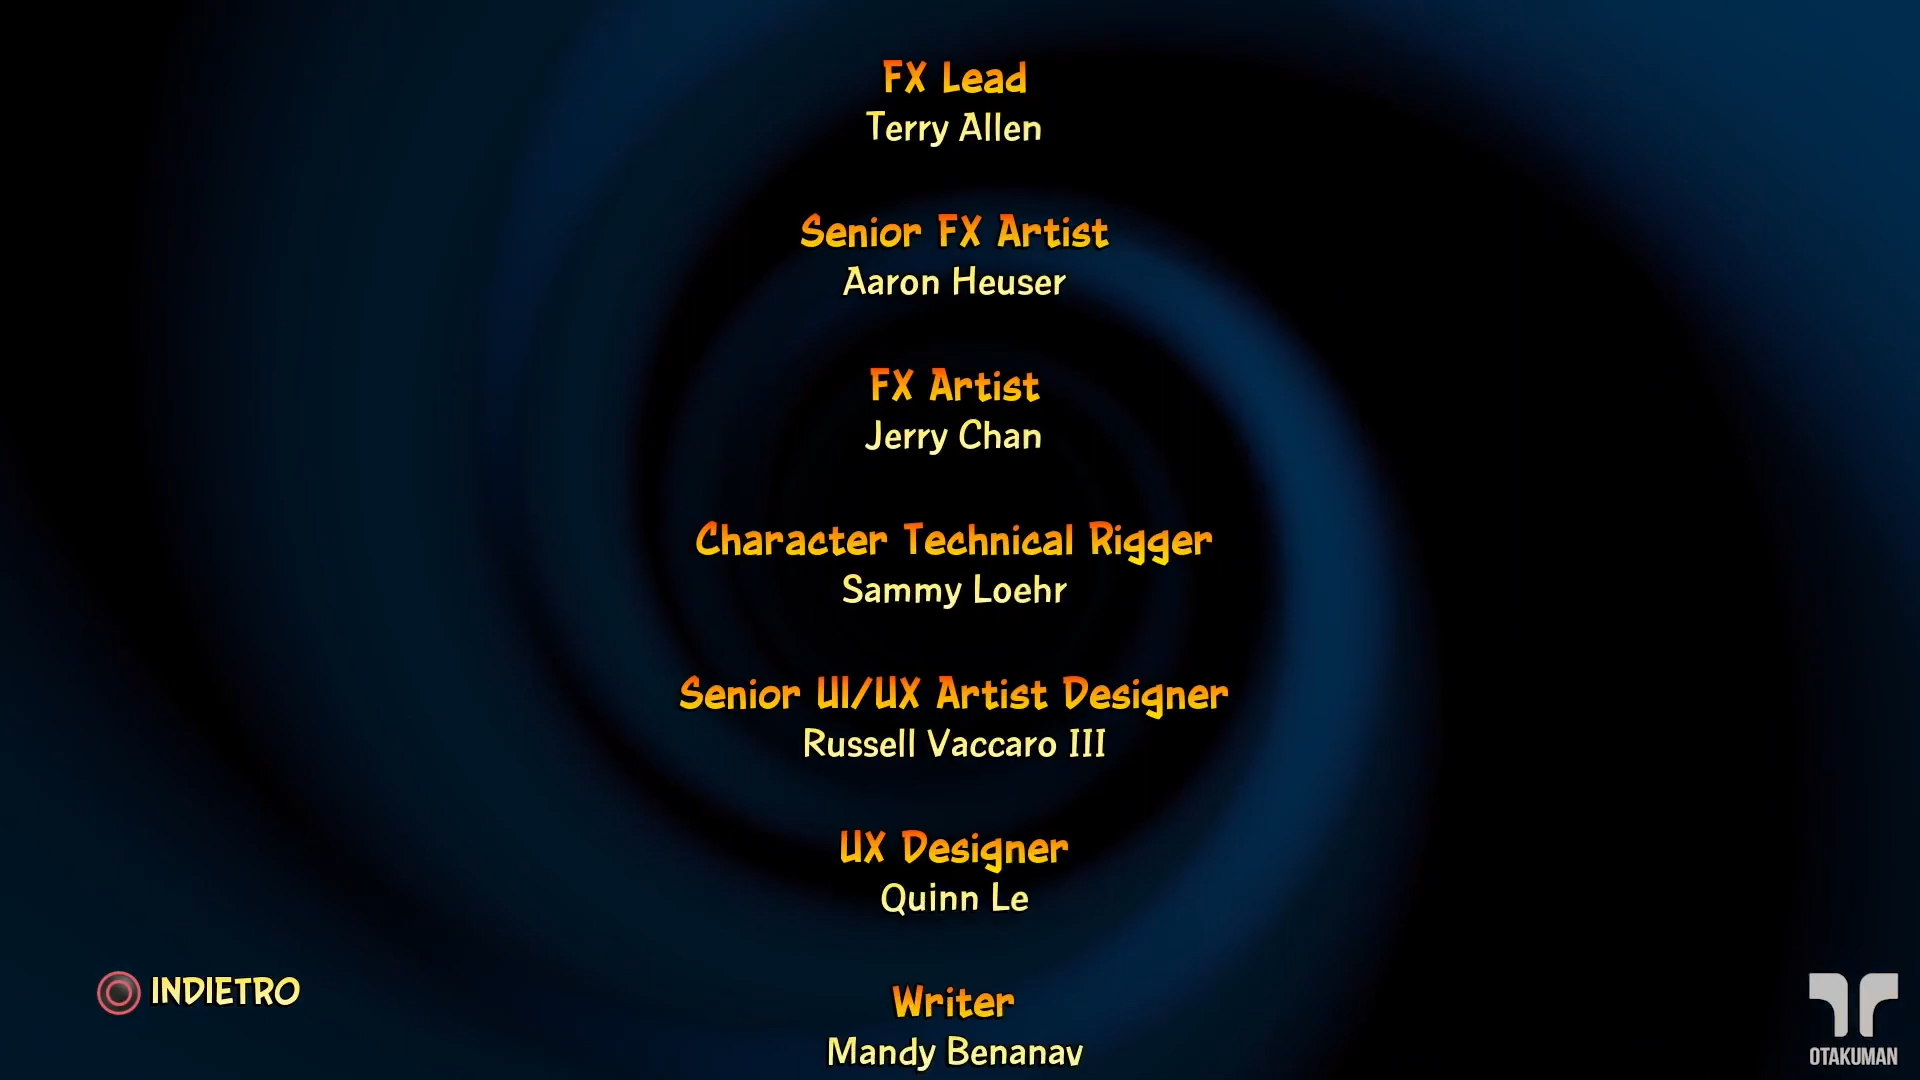 FX Lead
Terry Allen
Senior FX Artist
Aaron Heuser
FX Artist
Jerry Chan
Character Technical Rigger
Sammy Loehr
Senior UI/UX Artist Designer
Russell Vaccaro III
UX Designer
Quinn Le
Writer
Mandy Benanav
INDIETRO
OTAKUMAN